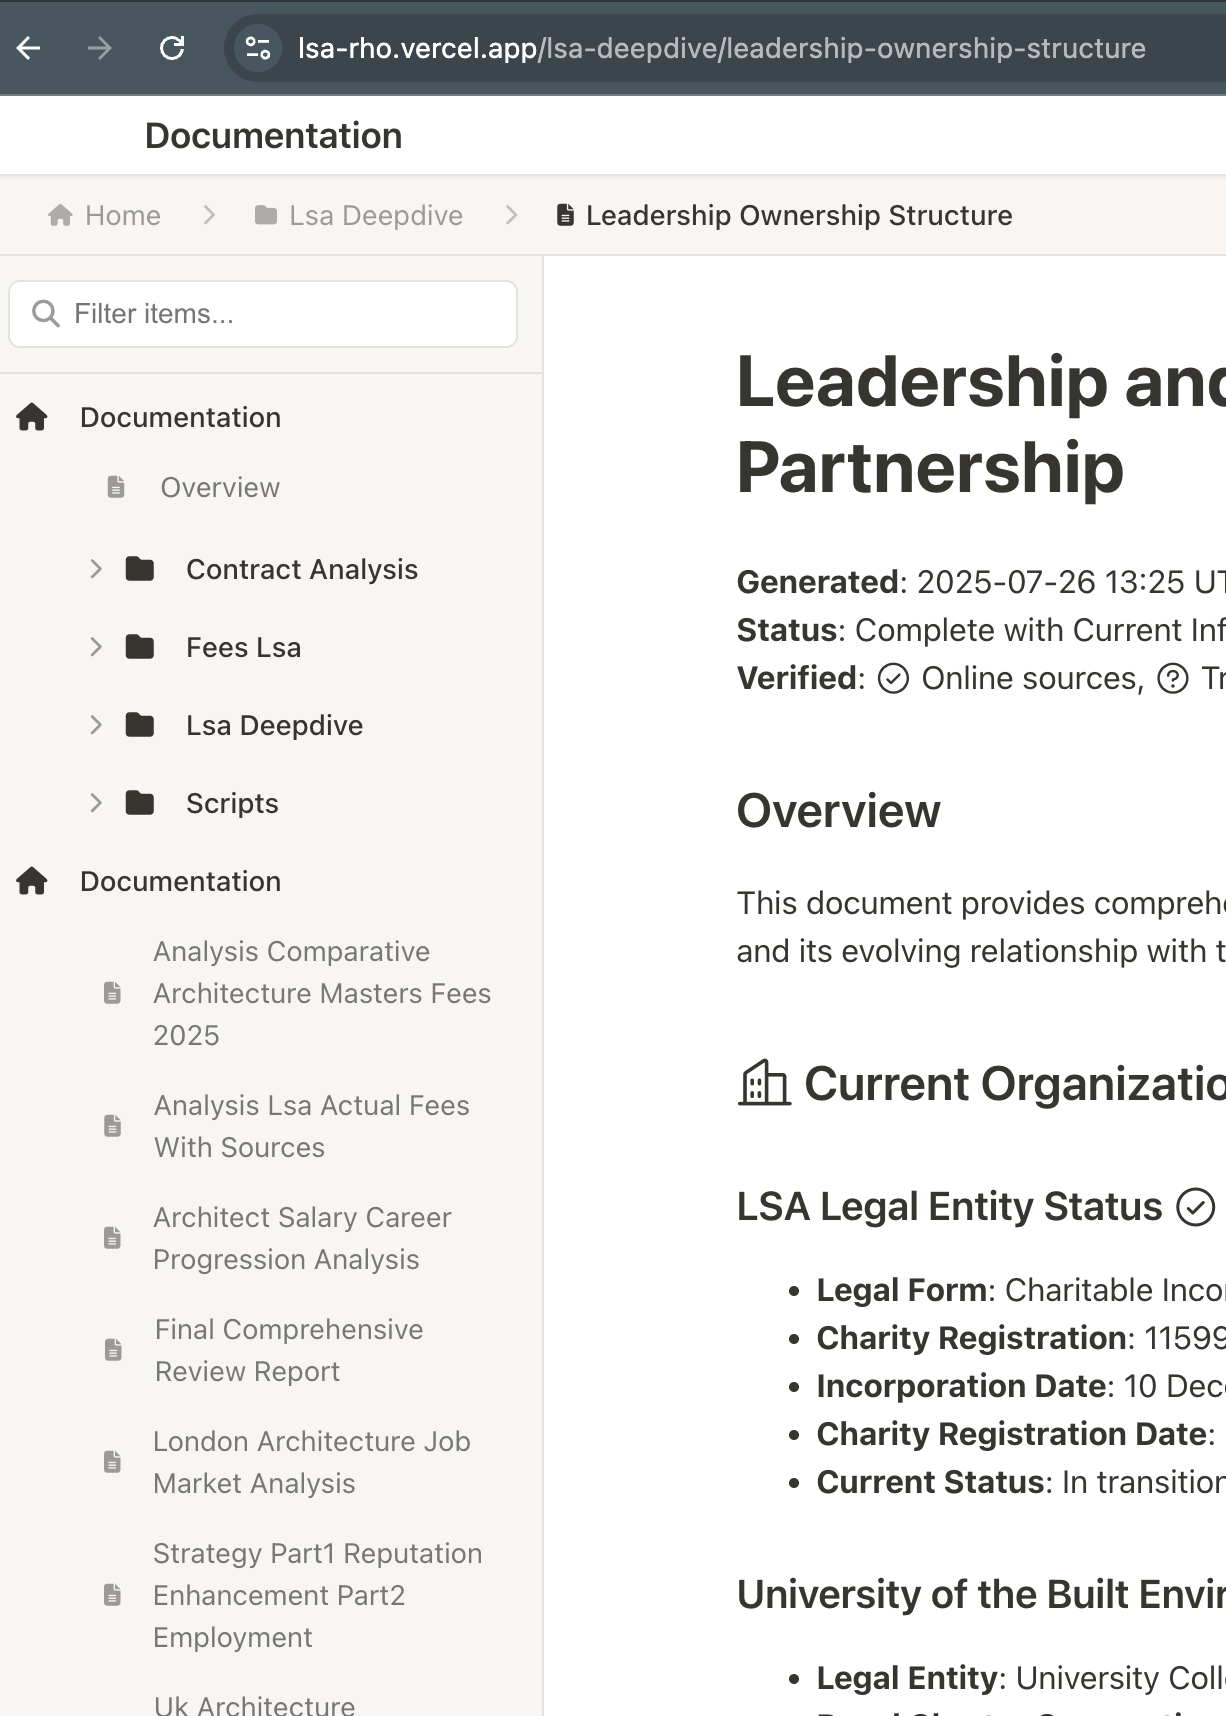 lsa-rho.vercel.app/lsa-deepdive/leadership-ownership-structure
Documentation
Home
Lsa Deepdive
Leadership Ownership Structure
Filter items...
Documentation
Overview
Contract Analysis
Fees Lsa
Lsa Deepdive
Scripts
Documentation
Analysis Comparative
Architecture Masters Fees
2025
Analysis Lsa Actual Fees
With Sources
Architect Salary Career
Progression Analysis
Final Comprehensive
Review Report
London Architecture Job
Market Analysis
Strategy Part1 Reputation
Enhancement Part2
Employment
Uk Architecture
Leadership and
Partnership
Generated: 2025-07-26 13:25 UT
Status: Complete with Current Inf
Verified: Online sources, Tr
Overview
This document provides comprehe
and its evolving relationship with t
Current Organizatio
LSA Legal Entity Status
• Legal Form: Charitable Incor
• Charity Registration: 11599
• Incorporation Date: 10 Dece
• Charity Registration Date:
• Current Status: In transition
University of the Built Envir
• Legal Entity: University Colle